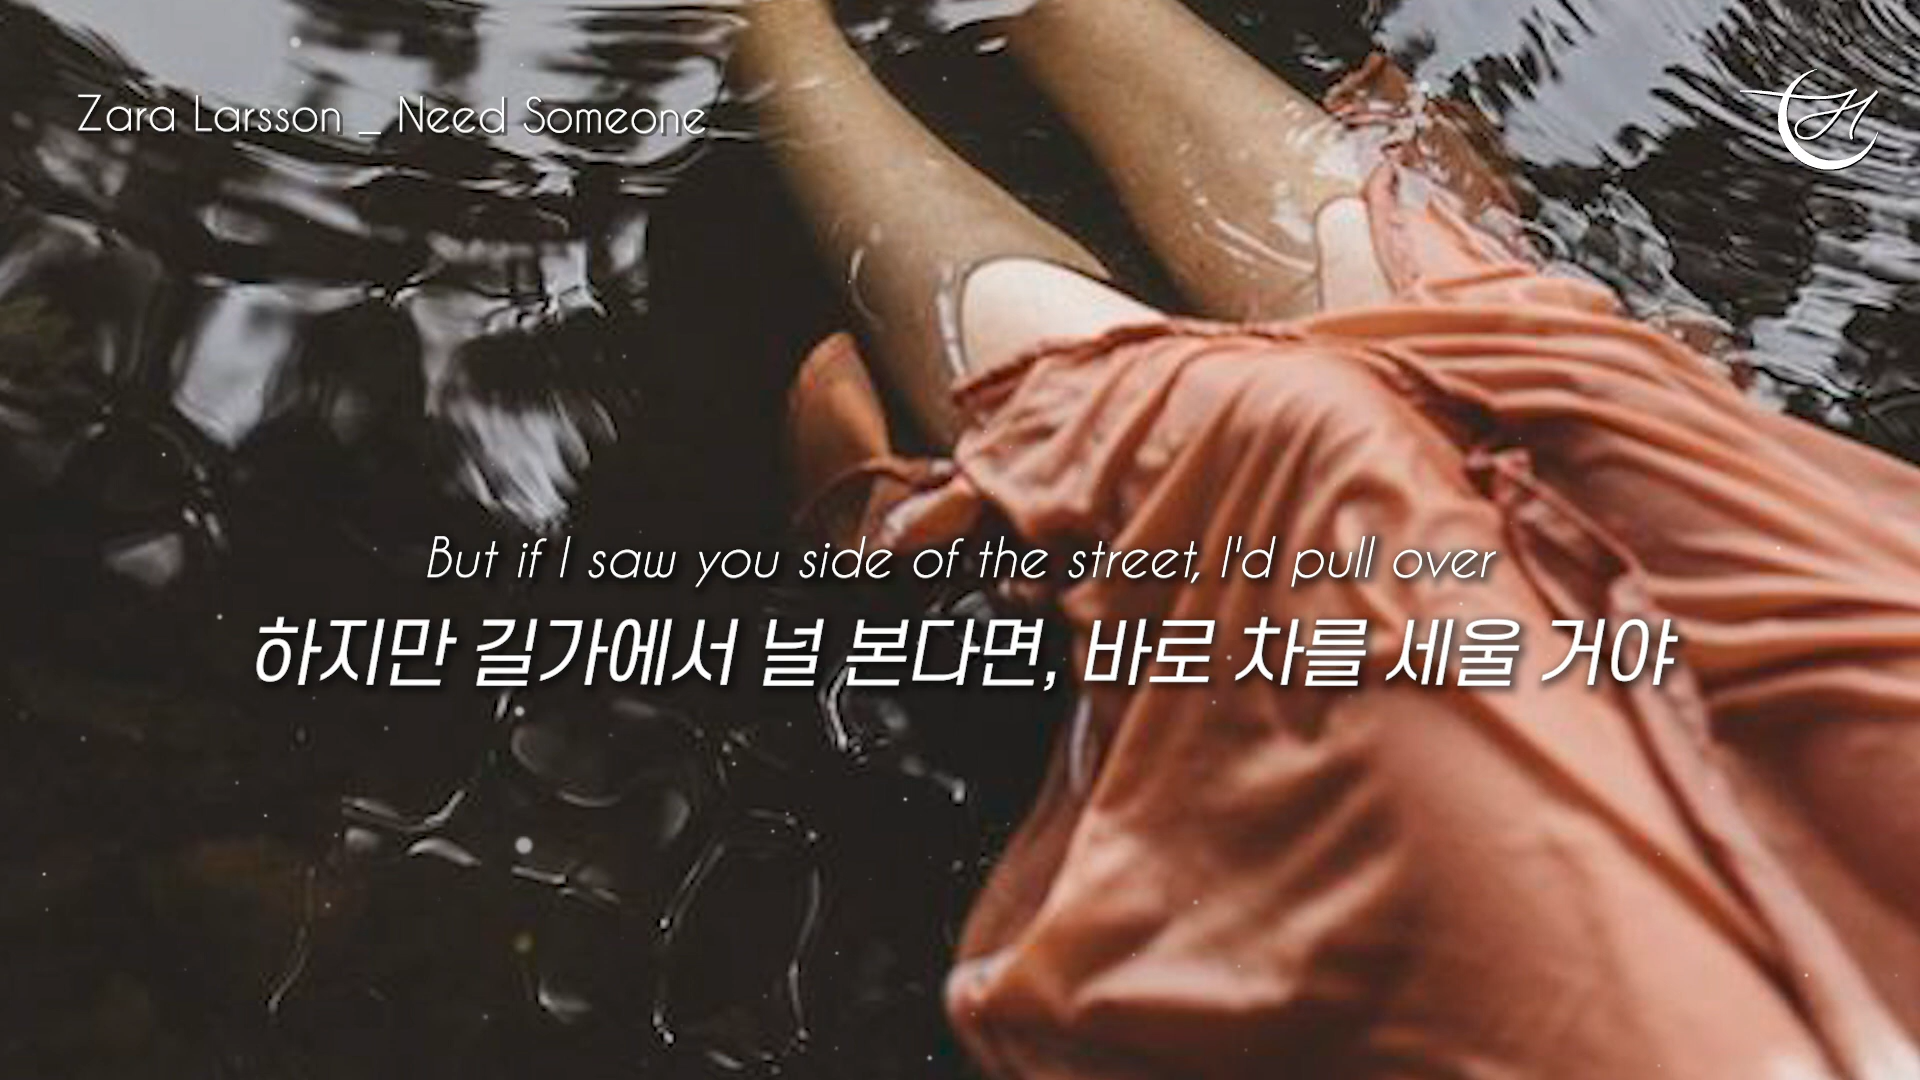 Zara Larsson _ Need Someone
But if I saw you side of the street, I'd pull over
하지만 길가에서 널 본다면, 바로 차를 세울 거야